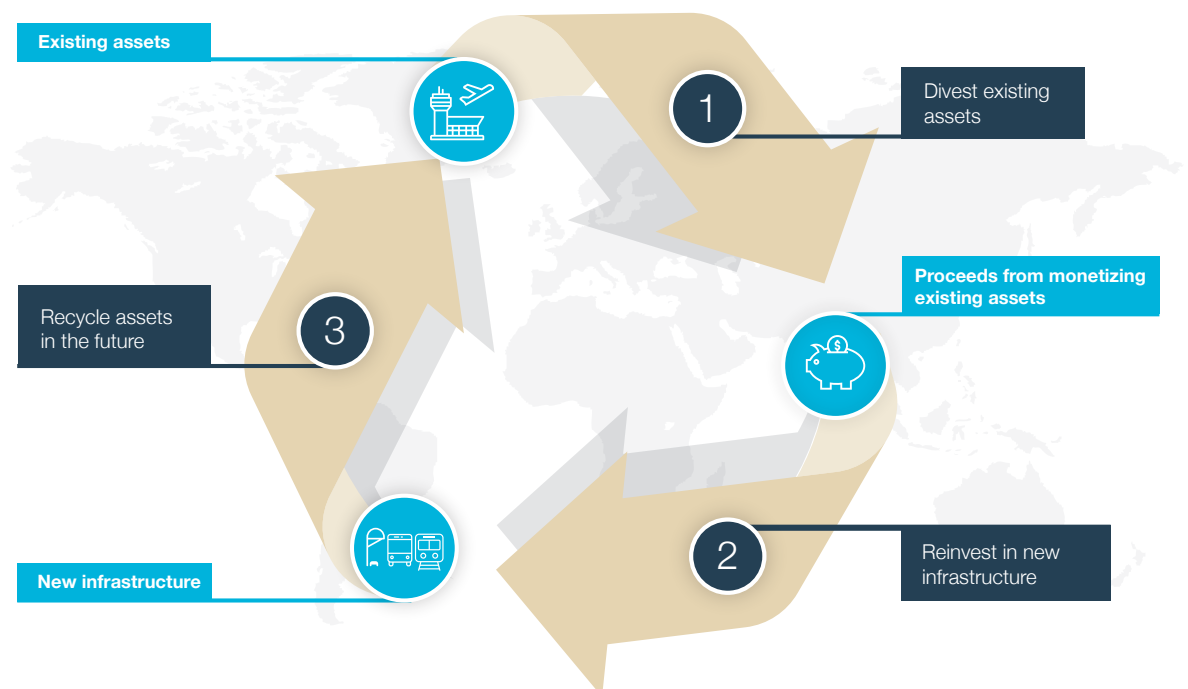 Existing assets
1
Divest existing
assets
Proceeds from monetizing
existing assets
$
2
Reinvest in new
infrastructure
3
Recycle assets
in the future
New infrastructure